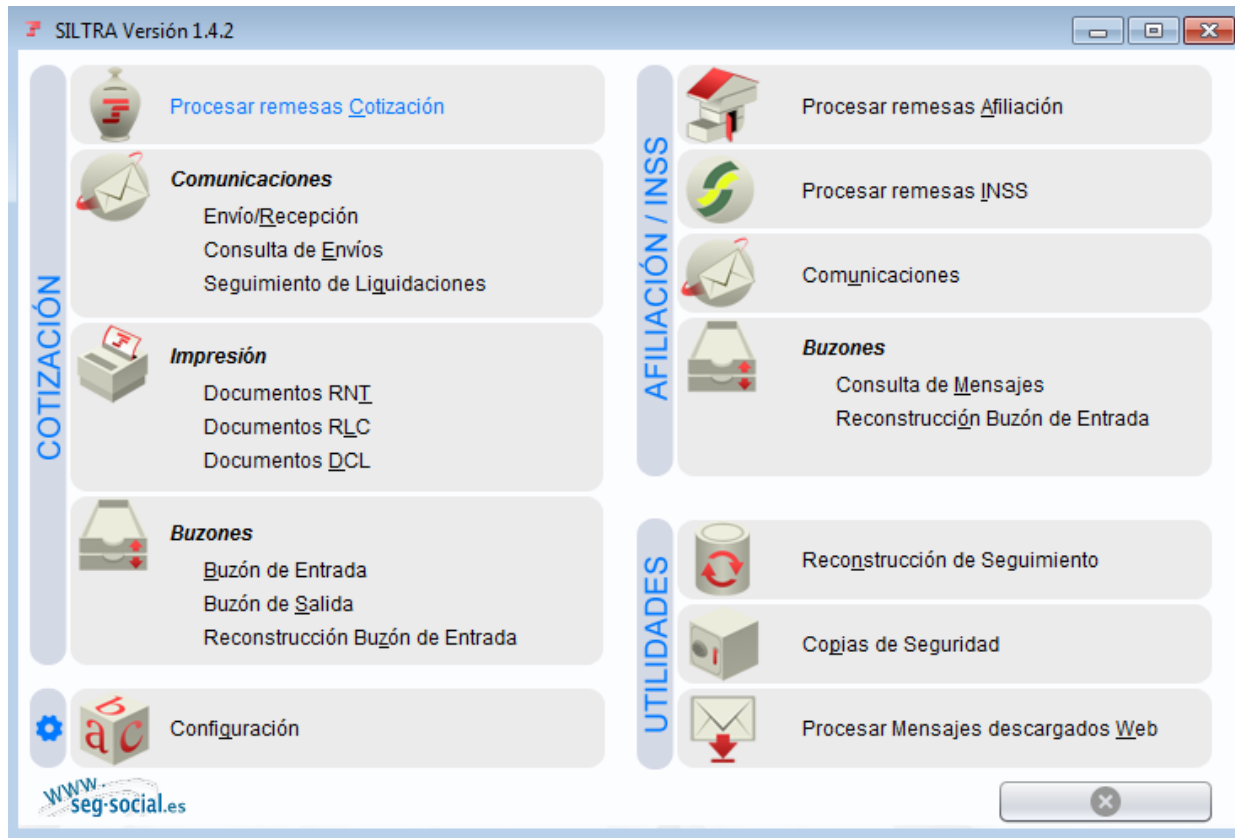 SILTRA Versión 1.4.2
COTIZACIÓN
Procesar remesas Cotización
Comunicaciones
Envío/Recepción
Consulta de Envíos
Seguimiento de Liquidaciones
Impresión
Documentos RNT
Documentos RLC
Documentos DCL
Buzones
Buzón de Entrada
Buzón de Salida
Reconstrucción Buzón de Entrada
Configuración
AFILIACIÓN / INSS
Procesar remesas Afiliación
Procesar remesas INSS
Comunicaciones
Buzones
Consulta de Mensajes
Reconstrucción Buzón de Entrada
UTILIDADES
Reconstrucción de Seguimiento
Copias de Seguridad
Procesar Mensajes descargados Web
abc
www.
seg-social.es